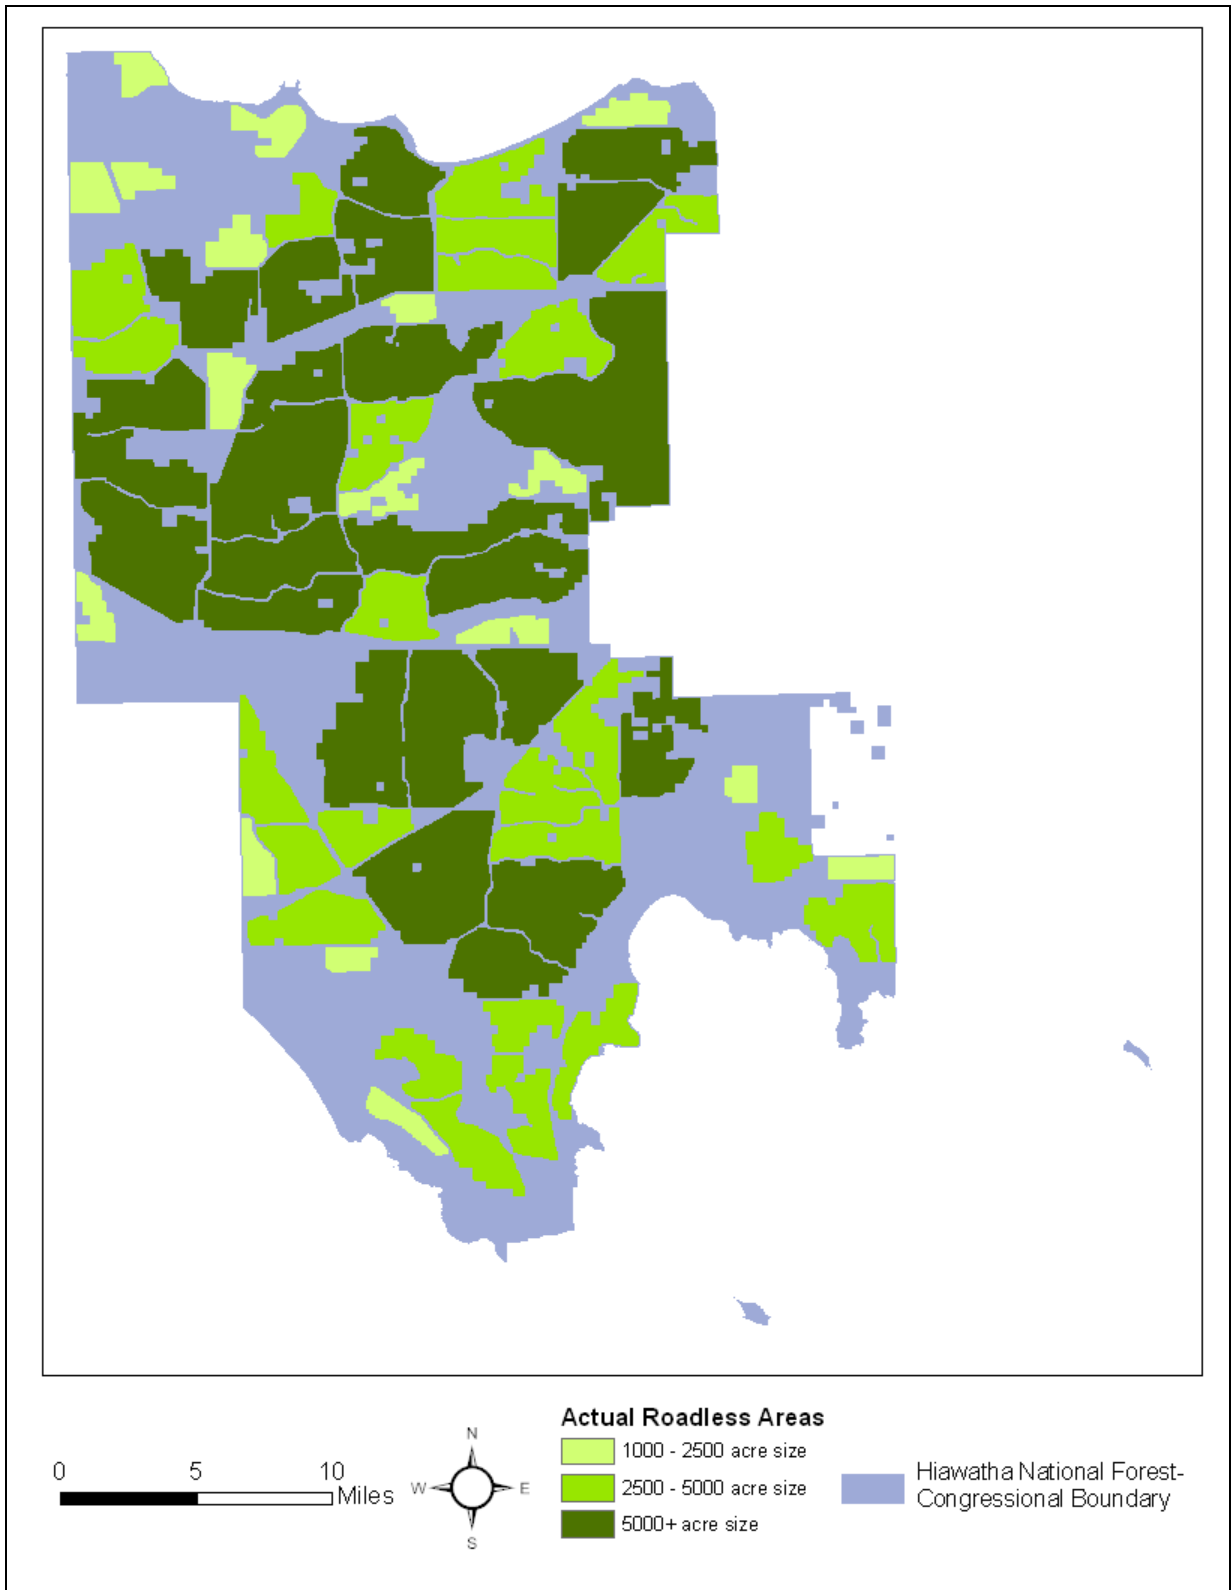 Actual Roadless Areas
1000 - 2500 acre size
2500 - 5000 acre size
5000+ acre size
Hiawatha National Forest-
Congressional Boundary
0 5 10
Miles
N
W E
S